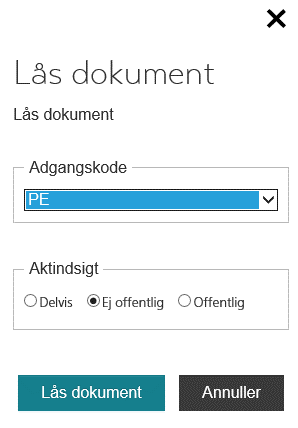 Lås dokument
Lås dokument
Adgangskode
PE
Aktindsigt
Delvis Ej offentlig Offentlig
Lås dokument Annuller